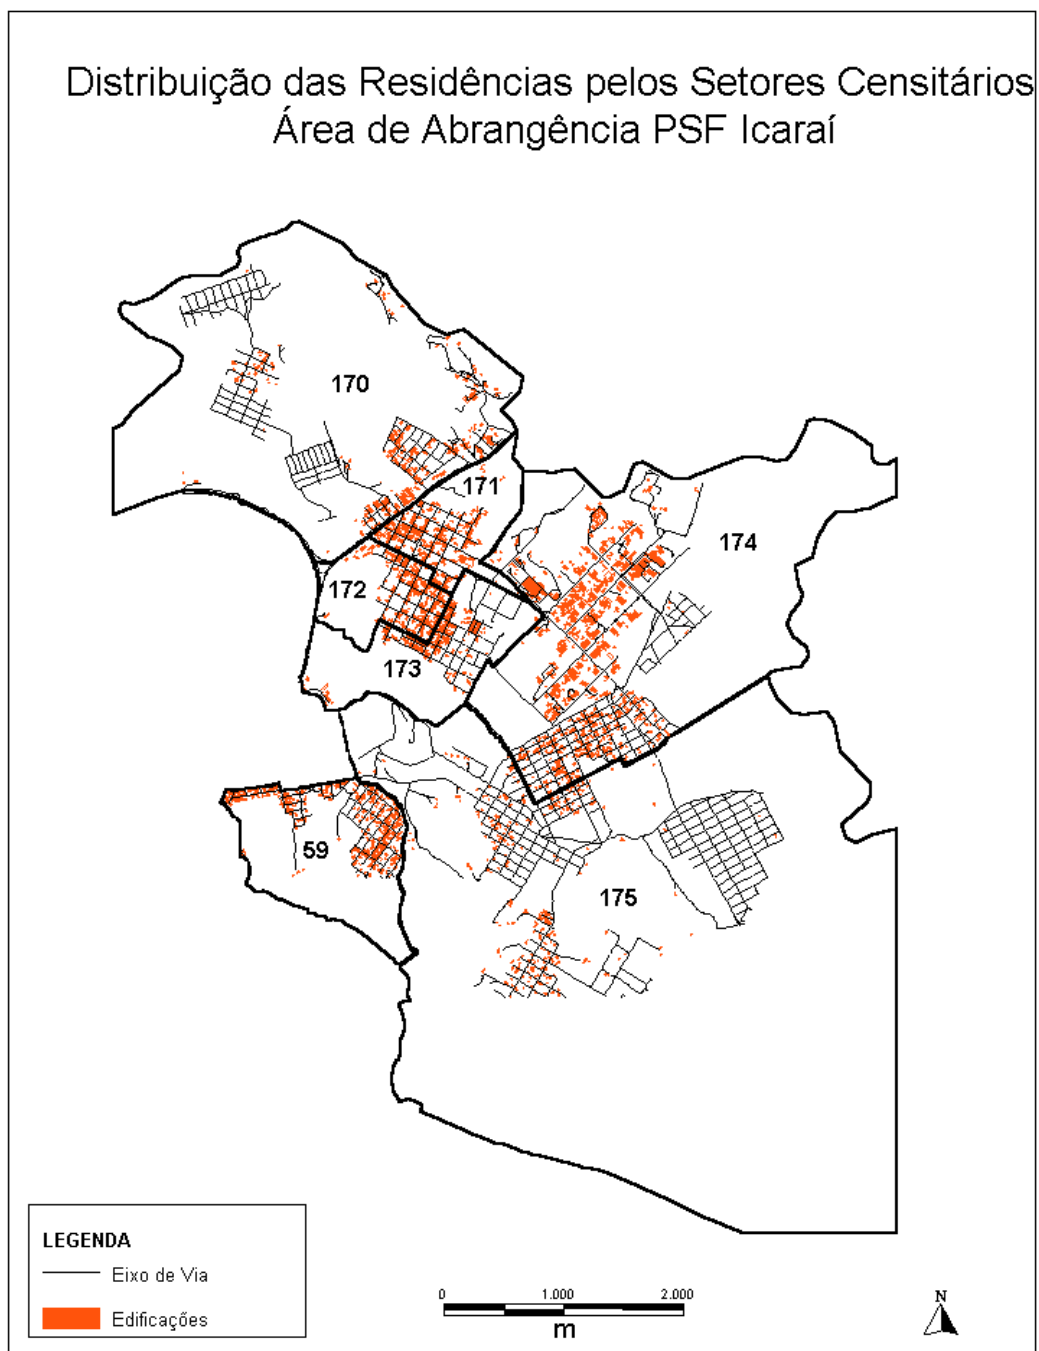 Distribuição das Residências pelos Setores Censitários
Área de Abrangência PSF Icaraí
170
171
174
172
173
59
175
LEGENDA
Eixo de Via
Edificações
0 1.000 2.000
m
N